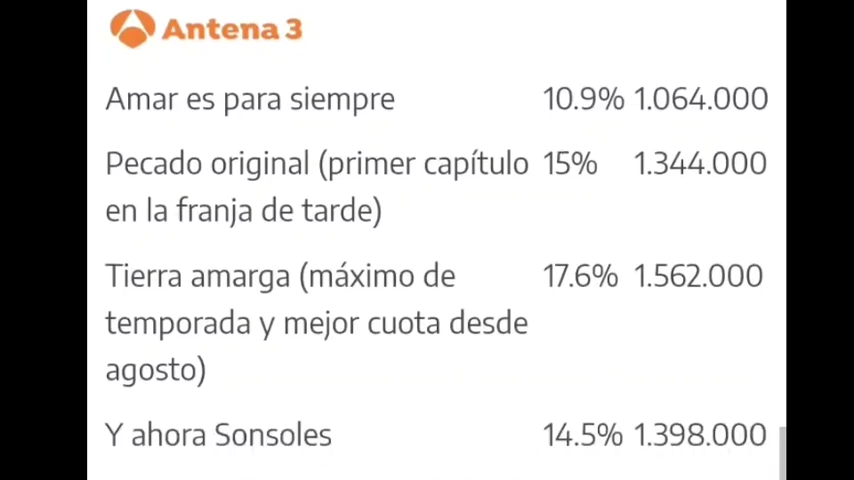 Antena 3
Amar es para siempre 10.9% 1.064.000
Pecado original (primer capítulo 15% 1.344.000
en la franja de tarde)
Tierra amarga (máximo de 17.6% 1.562.000
temporada y mejor cuota desde
agosto)
Y ahora Sonsoles 14.5% 1.398.000